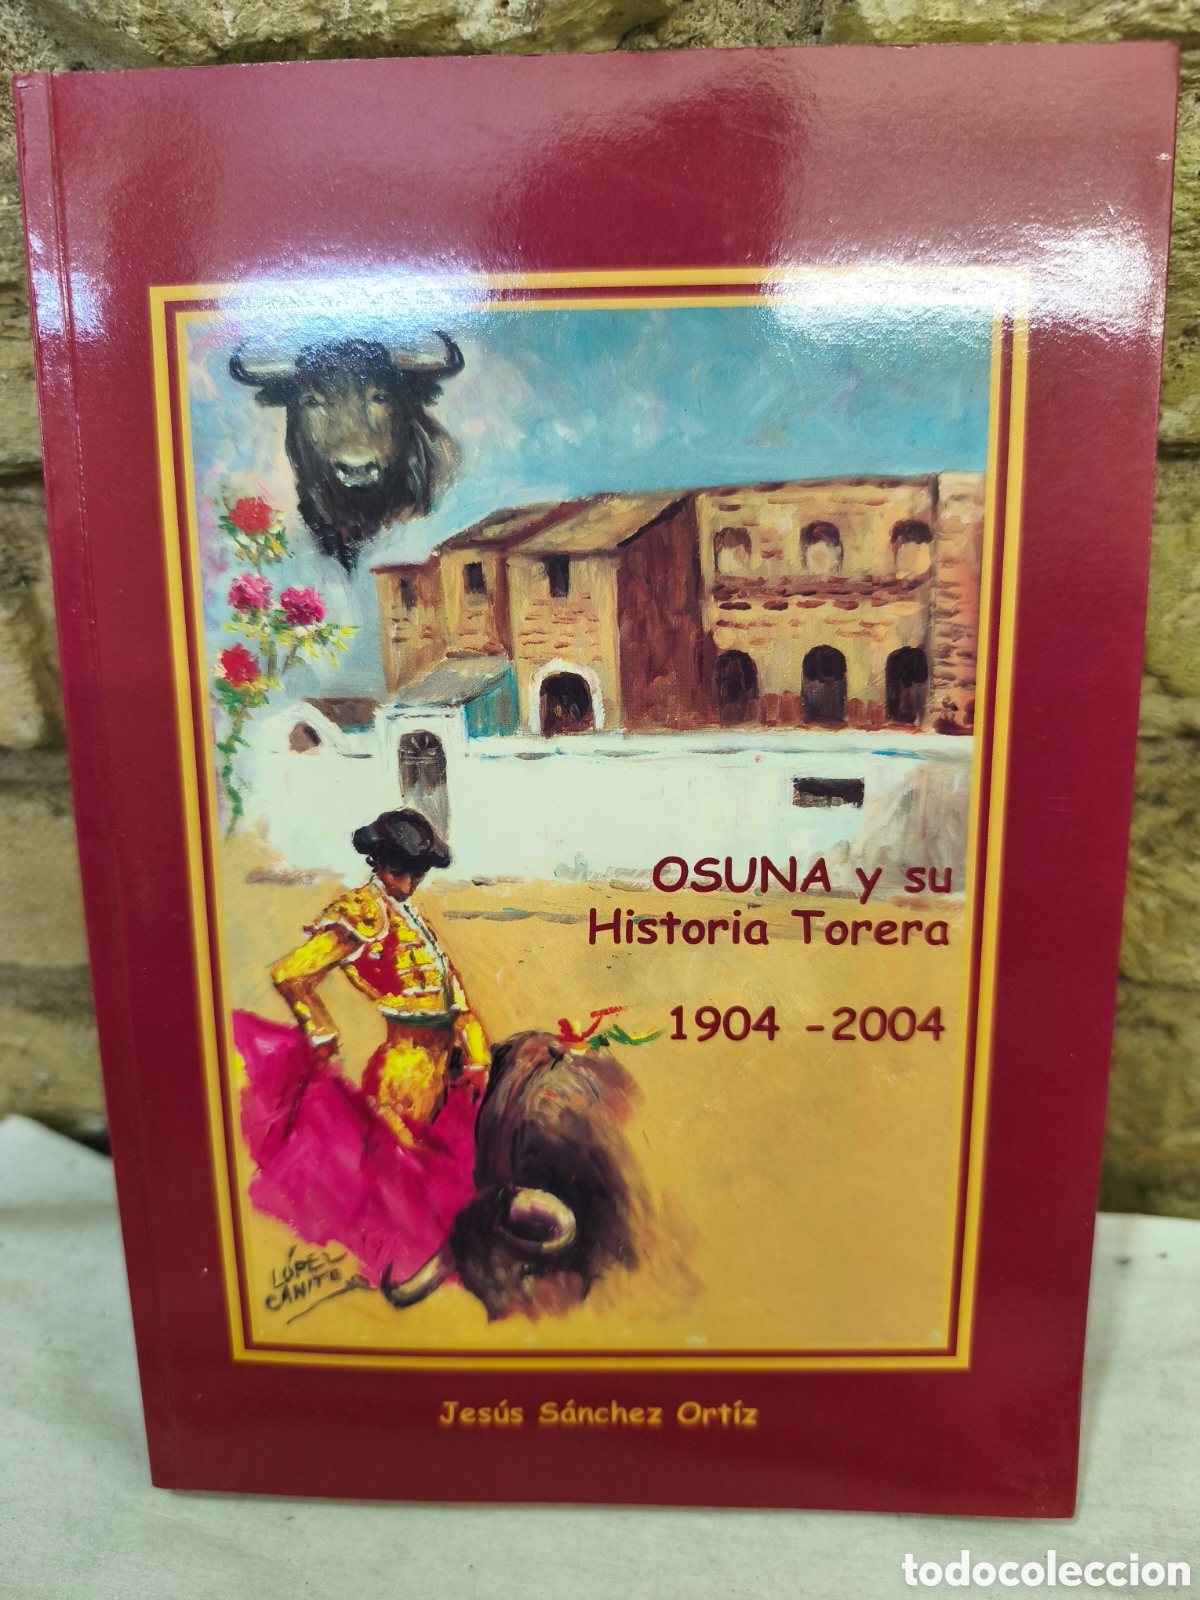 OSUNA y su
Historia Torera
1904 - 2004
LÓPEZ
CANITO
Jesús Sánchez Ortíz
todocoleccion